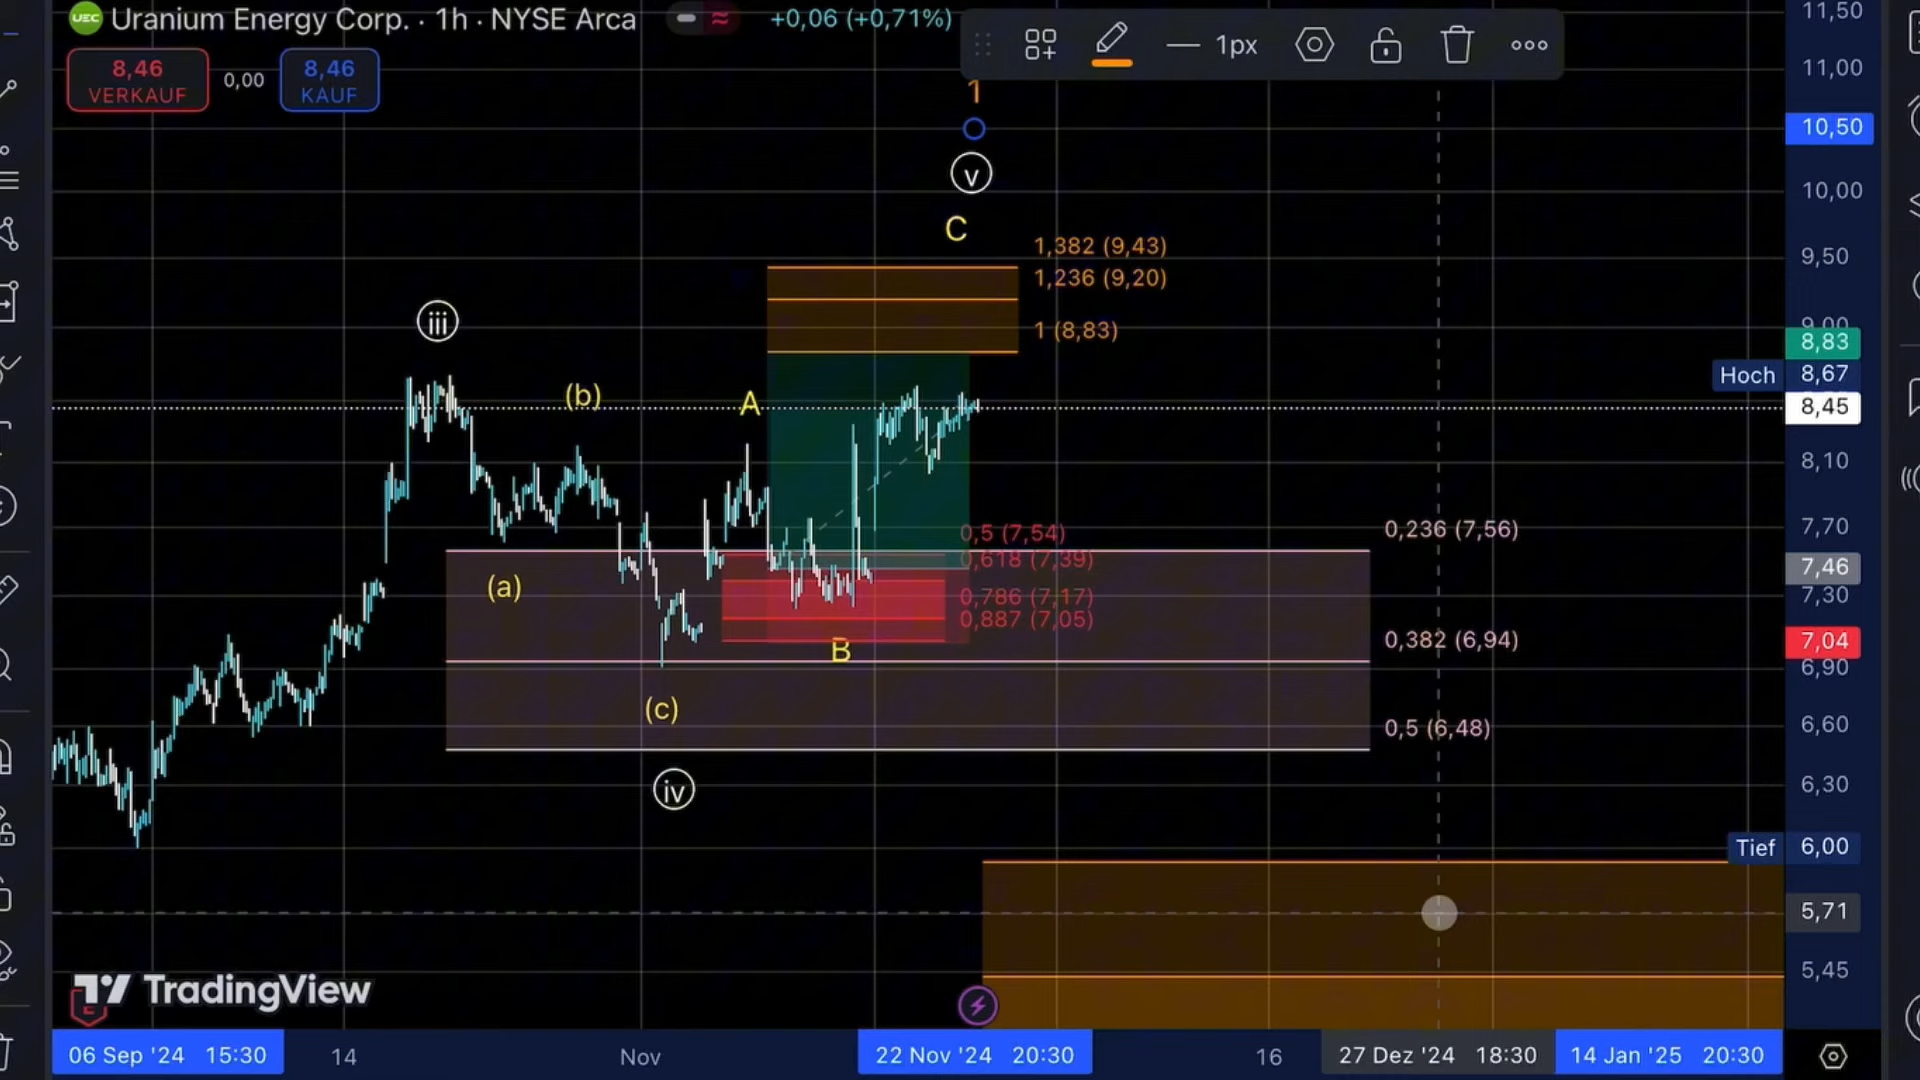 UEC Uranium Energy Corp. · 1h · NYSE Arca
+0,06 (+0,71%)
1px
8,46
VERKAUF
0,00
8,46
KAUF
11,50
11,00
1
10,50
v
10,00
C
1,382 (9,43)
9,50
1,236 (9,20)
iii
1 (8,83)
9,00
8,83
Hoch 8,67
(b)
A
8,45
8,10
0,5 (7,54)
0,236 (7,56)
7,70
0,618 (7,39)
7,46
(a)
0,786 (7,17)
7,30
0,887 (7,05)
B
0,382 (6,94)
7,04
6,90
(c)
0,5 (6,48)
6,60
iv
6,30
Tief 6,00
5,71
5,45
TradingView
06 Sep '24 15:30
14
Nov
22 Nov '24 20:30
16
27 Dez '24 18:30
14 Jan '25 20:30